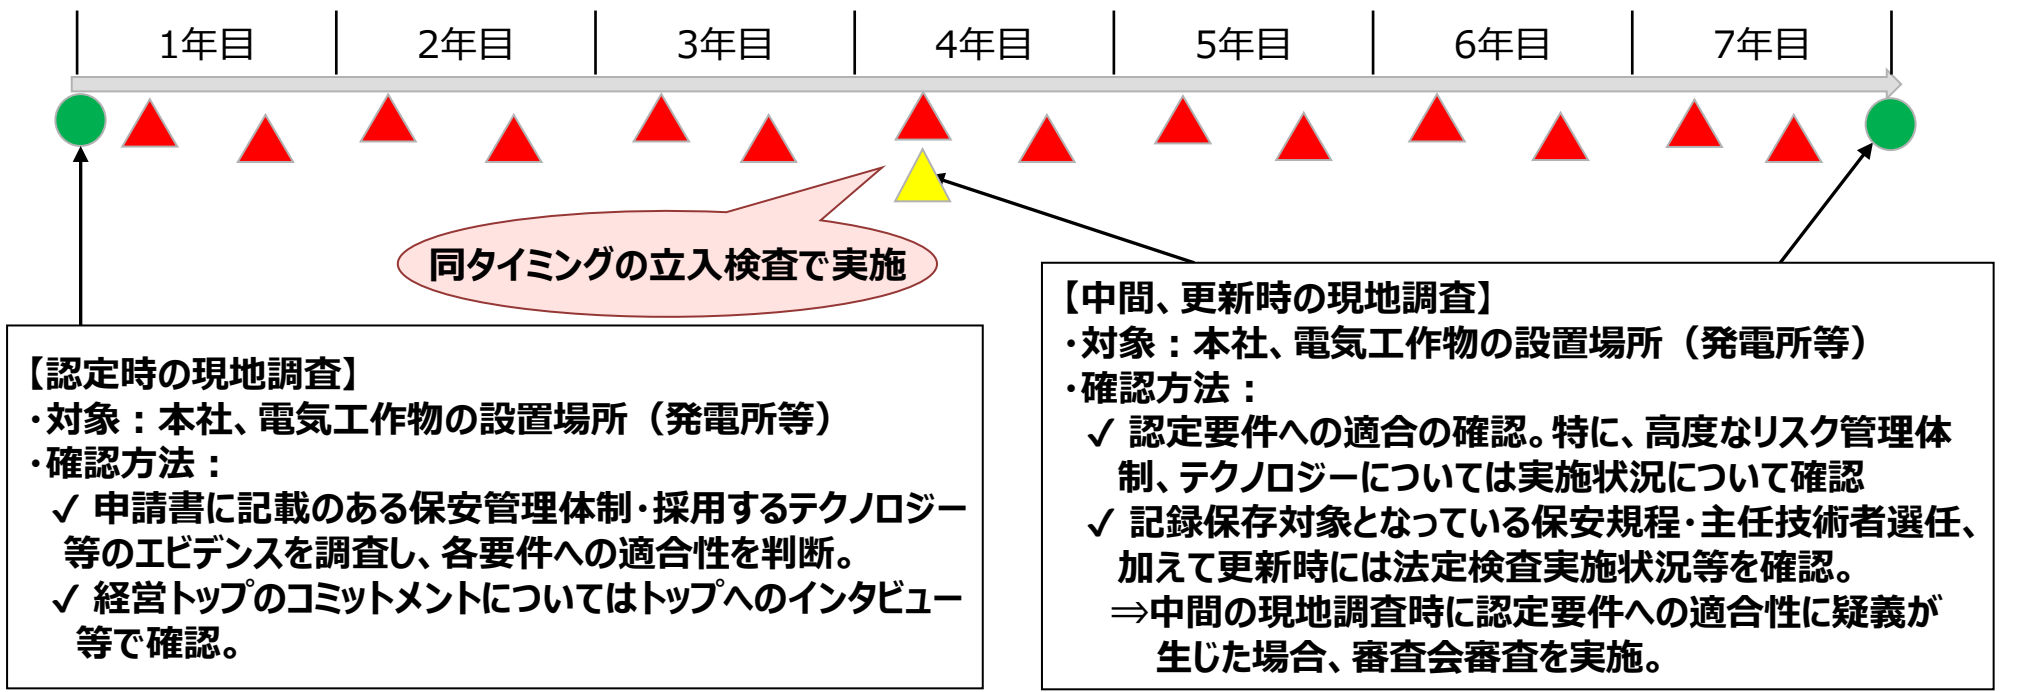 1年目 2年目 3年目 4年目 5年目 6年目 7年目
同タイミングの立入検査で実施
【認定時の現地調査】
・対象：本社、電気工作物の設置場所（発電所等）
・確認方法：
✓ 申請書に記載のある保安管理体制・採用するテクノロジー
等のエビデンスを調査し、各要件への適合性を判断。
✓ 経営トップのコミットメントについてはトップへのインタビュー
等で確認。
【中間、更新時の現地調査】
・対象：本社、電気工作物の設置場所（発電所等）
・確認方法：
✓ 認定要件への適合の確認。特に、高度なリスク管理体
制、テクノロジーについては実施状況について確認
✓ 記録保存対象となっている保安規程・主任技術者選任、
加えて更新時には法定検査実施状況等を確認。
⇒中間の現地調査時に認定要件への適合性に疑義が
生じた場合、審査会審査を実施。